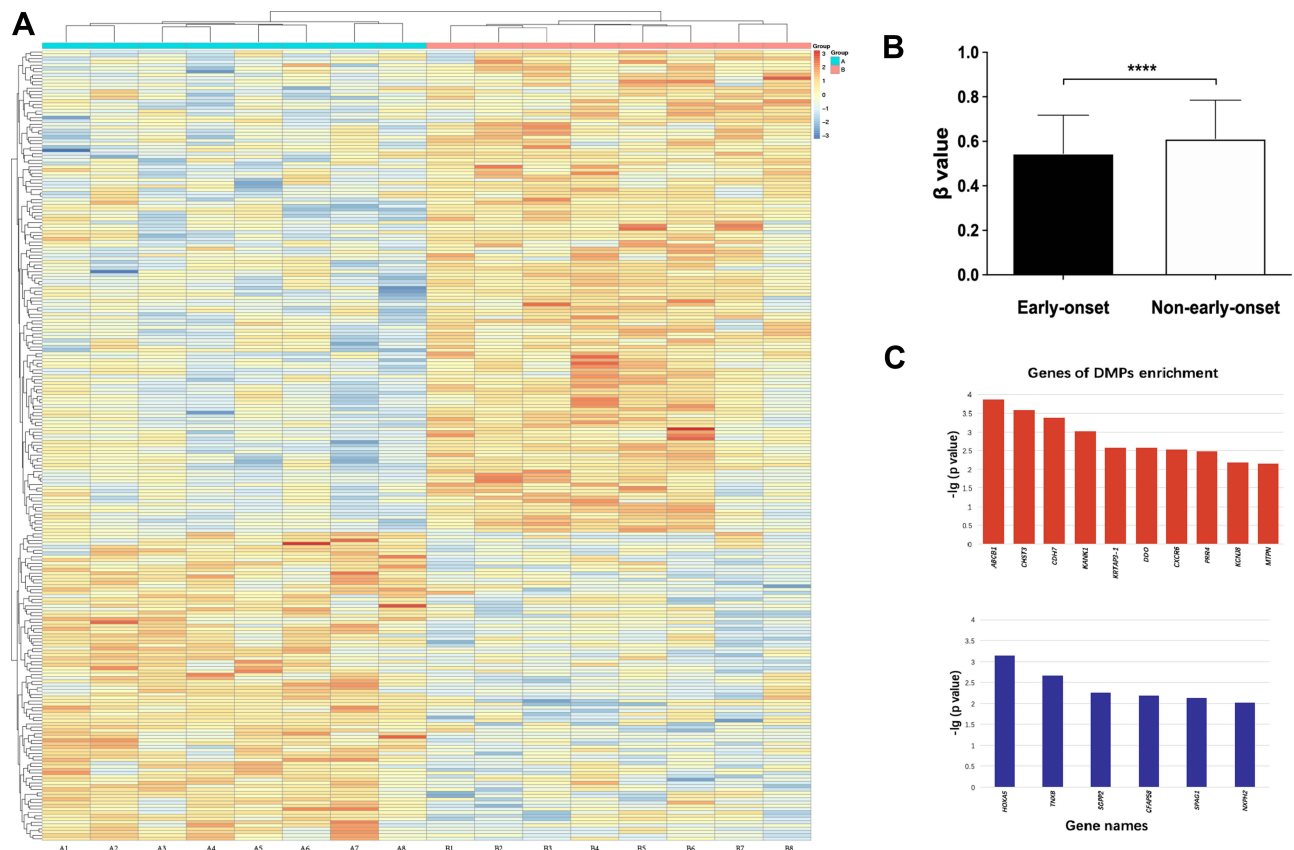 A
Group
3
2
1
0
−1
−2
−3
Group
A
B
A1 A2 A3 A4 A5 A6 A7 A8 B1 B2 B3 B4 B5 B6 B7 B8
B
1.0
0.8
0.6
0.4
0.2
0.0
β value
****
Early-onset Non-early-onset
C
Genes of DMPs enrichment
-lg (p value)
4
3.5
3
2.5
2
1.5
1
0.5
0
ABCB1 CHST3 CDH7 KANK1 KRTAP3-1 DDO CXCR6 PRR4 KCNJ8 MTPN
-lg (p value)
4
3.5
3
2.5
2
1.5
1
0.5
0
HOXA5 TNXB SGPP2 CFAP58 SPAG1 NXPH2
Gene names